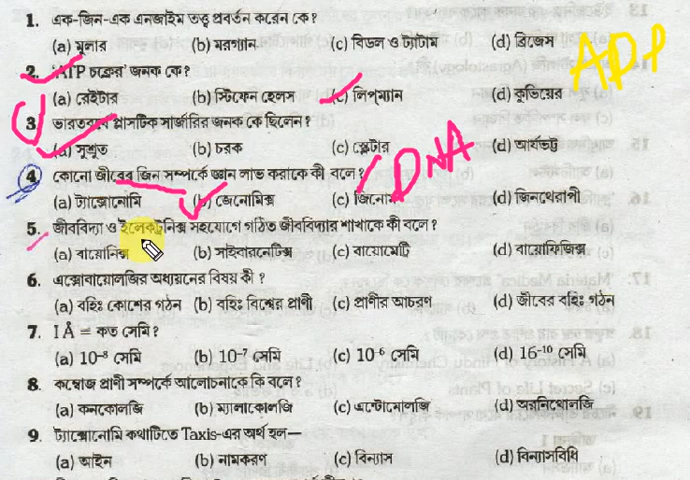 1. এক-জিন-এক এনজাইম তত্ত্ব প্রবর্তন করেন কে?
(a) মূলার (b) মরগ্যান (c) বিডল ও ট্যাটাম (d) ব্রিজেস
2. 'ATP চক্রের' জনক কে? ADP
(a) রেইটার (b) স্টিফেন হেলস (c) লিপম্যান (d) কুভিয়ের
3. ভারতবর্ষে প্লাসটিক সার্জারির জনক কে ছিলেন?
(a) সুশ্রুত (b) চরক (c) প্লেটার (d) আর্যভট্ট
DNA
4. কোনো জীবের জিন সম্পর্কে জ্ঞান লাভ করাকে কী বলে?
(a) ট্যাক্সোনোমি (b) জেনোমিক্স (c) জিনোম (d) জিনথেরাপী
5. জীববিদ্যা ও ইলেকট্রনিক্স সহযোগে গঠিত জীববিদ্যার শাখাকে কী বলে?
(a) বায়োনিক্স (b) সাইবারনেটিক্স (c) বায়োমেট্রি (d) বায়োফিজিক্স
6. এক্সোবায়োলজির অধ্যয়নের বিষয় কী?
(a) বহিঃ কোশের গঠন (b) বহিঃ বিশ্বের প্রাণী (c) প্রাণীর আচরণ (d) জীবের বহিঃ গঠন
7. 1 Å = কত সেমি?
(a) 10⁻⁸ সেমি (b) 10⁻⁷ সেমি (c) 10⁻⁶ সেমি (d) 16⁻¹⁰ সেমি
8. কম্বোজ প্রাণী সম্পর্কে আলোচনাকে কি বলে?
(a) কনকোলজি (b) ম্যালাকোলজি (c) এন্টোমোলজি (d) অরনিথোলজি
9. ট্যাক্সোনোমি কথাটিতে Taxis-এর অর্থ হল—
(a) আইন (b) নামকরণ (c) বিন্যাস (d) বিন্যাসবিধি